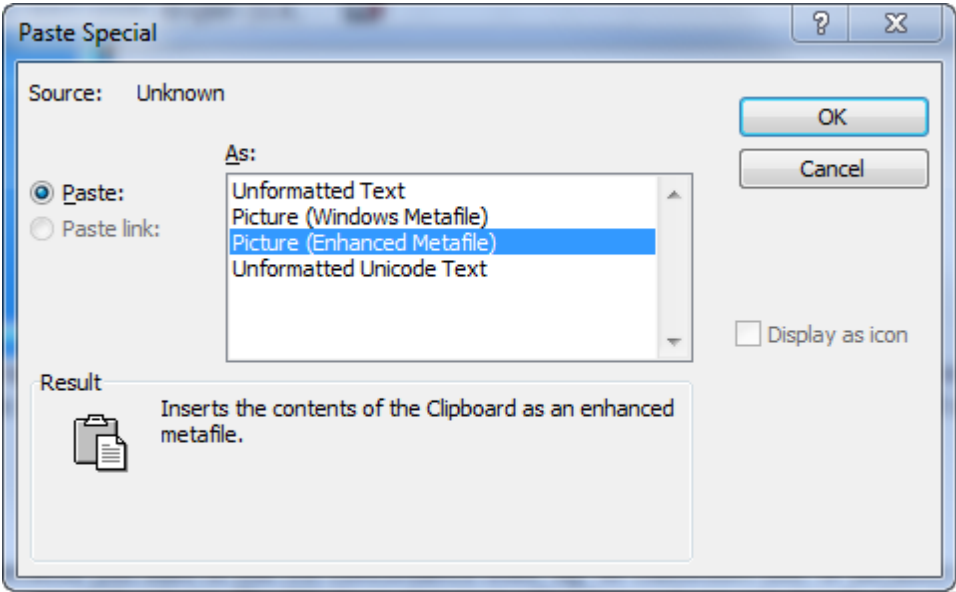 Paste Special
Source: Unknown
OK
As:
Cancel
Paste:
Unformatted Text
Picture (Windows Metafile)
Paste link:
Picture (Enhanced Metafile)
Unformatted Unicode Text
Display as icon
Result
Inserts the contents of the Clipboard as an enhanced
metafile.